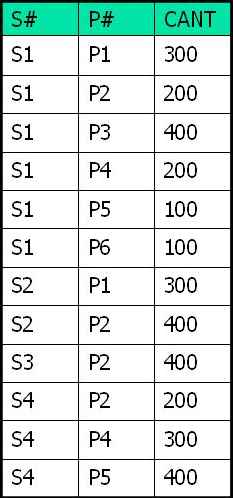 S# P# CANT
S1 P1 300
S1 P2 200
S1 P3 400
S1 P4 200
S1 P5 100
S1 P6 100
S2 P1 300
S2 P2 400
S3 P2 400
S4 P2 200
S4 P4 300
S4 P5 400